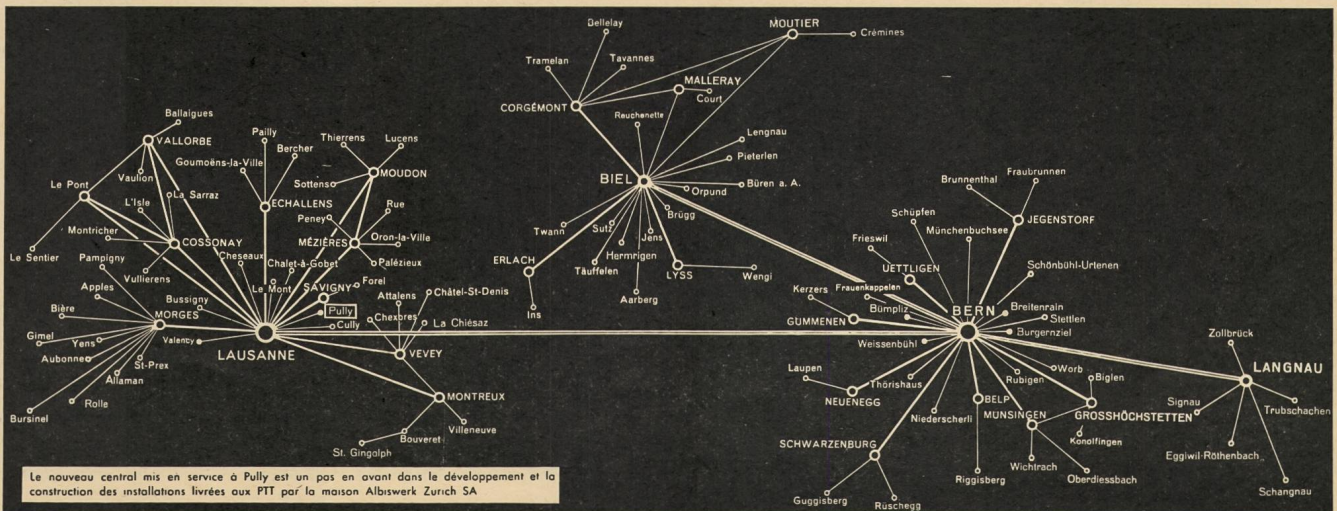 Bellelay
MOUTIER
Crémines
Tramelan
Tavannes
MALLERAY
Court
CORGÉMONT
Reuchenette
Ballaigues
VALLORBE
Pailly
Bercher
Goumoëns-la-Ville
Thierrens
Lucens
MOUDON
Sottens
Lengnau
Pieterlen
BIEL
Orpund
Büren a. A.
Brügg
Vaulion
Le Pont
La Sarraz
L'Isle
ECHALLENS
Peney
Rue
Montricher
COSSONAY
MÉZIÈRES
Oron-la-Ville
Palézieux
Le Sentier
Vullierens
Cheseaux
Chalet-à-Gobet
Le Mont
SAVIGNY
Forel
Pully
Cully
Twann
Sutz
Jens
Hermrigen
Täuffelen
ERLACH
LYSS
Wengi
Aarberg
Ins
Brunnenthal
Fraubrunnen
JEGENSTORF
Schüpfen
Münchenbuchsee
Frieswil
UETTLIGEN
Schönbühl-Urtenen
Frauenkappelen
Kerzers
Bümpliz
BERN
Breitenrain
Stettlen
Burgernziel
GÜMMENEN
Weissenbühl
Pampigny
Apples
Bussigny
Bière
MORGES
Gimel
Yens
Valency
LAUSANNE
Aubonne
St-Prex
Allaman
Rolle
Bursinel
Attalens
Châtel-St-Denis
Chexbres
La Chiésaz
VEVEY
MONTREUX
Villeneuve
Bouveret
St. Gingolph
Laupen
NEUENEGG
Thörishaus
Niederscherli
BELP
Rubigen
Worb
Biglen
MÜNSINGEN
GROSSHÖCHSTETTEN
Konolfingen
SCHWARZENBURG
Wichtrach
Oberdiessbach
Riggisberg
Guggisberg
Rüschegg
Zollbrück
LANGNAU
Signau
Trubschachen
Eggiwil-Röthenbach
Schangnau
Le nouveau central mis en service à Pully est un pas en avant dans le développement et la
construction des installations livrées aux PTT par la maison Albiswerk Zurich SA